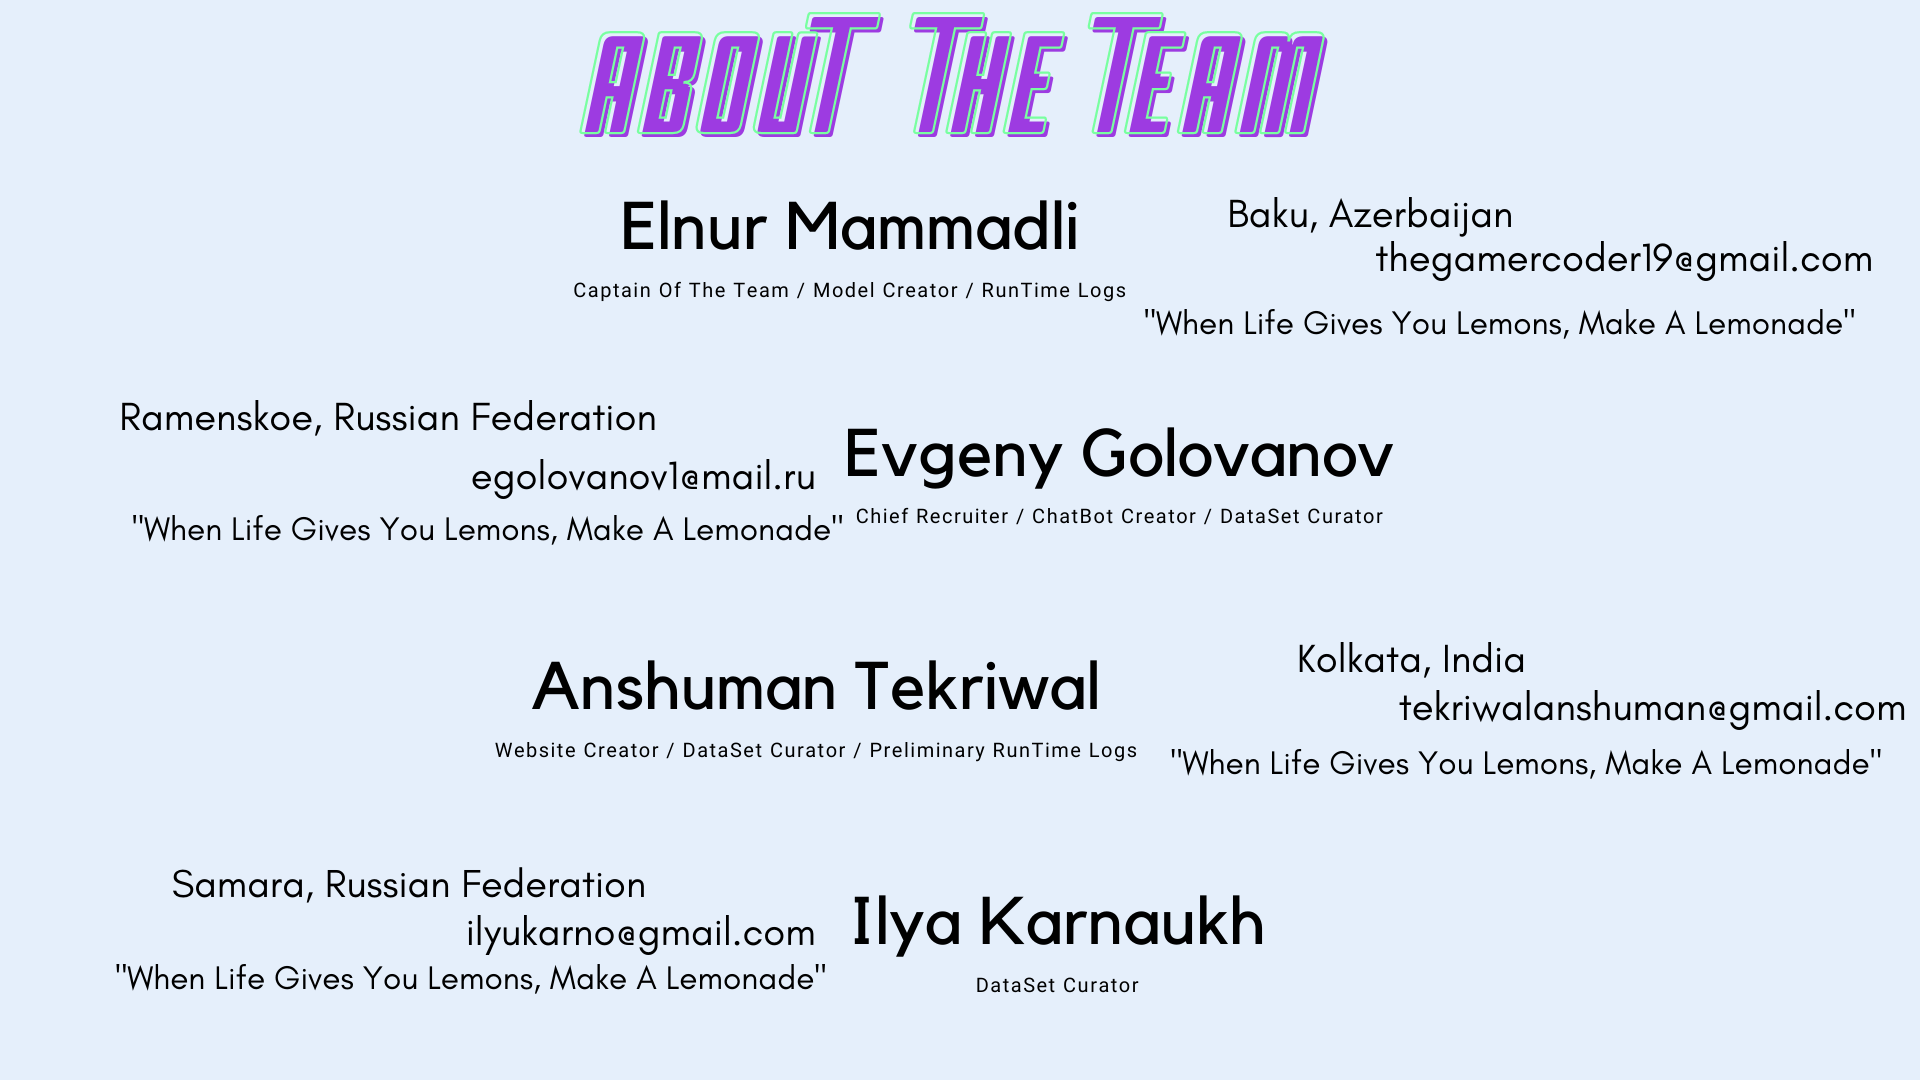 About The Team
Elnur Mammadli
Captain Of The Team / Model Creator / RunTime Logs
Baku, Azerbaijan
thegamercoder19@gmail.com
"When Life Gives You Lemons, Make A Lemonade"
Ramenskoe, Russian Federation
egolovanov1@mail.ru
"When Life Gives You Lemons, Make A Lemonade"
Evgeny Golovanov
Chief Recruiter / ChatBot Creator / DataSet Curator
Anshuman Tekriwal
Website Creator / DataSet Curator / Preliminary RunTime Logs
Kolkata, India
tekriwalanshuman@gmail.com
"When Life Gives You Lemons, Make A Lemonade"
Samara, Russian Federation
ilyukarno@gmail.com
"When Life Gives You Lemons, Make A Lemonade"
Ilya Karnaukh
DataSet Curator